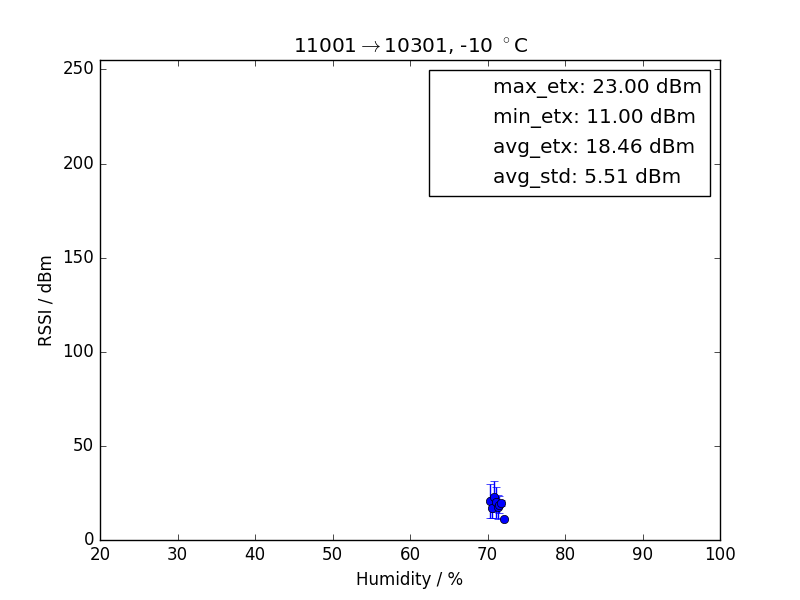 11001→10301, -10 °C
max_etx: 23.00 dBm
min_etx: 11.00 dBm
avg_etx: 18.46 dBm
avg_std: 5.51 dBm
RSSI / dBm
250
200
150
100
50
0
20 30 40 50 60 70 80 90 100
Humidity / %